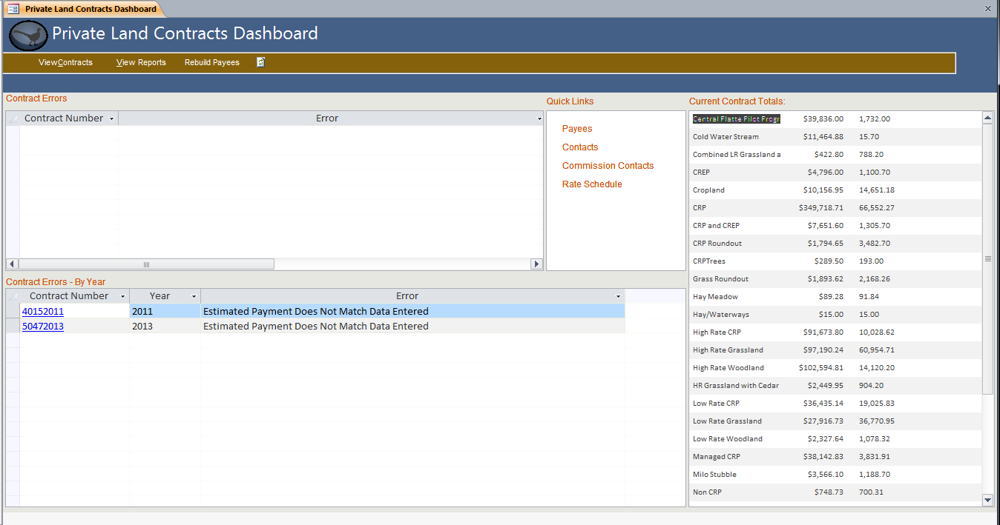 Private Land Contracts Dashboard
Private Land Contracts Dashboard
ViewContracts View Reports Rebuild Payees
Contract Errors
Contract Number Error
Quick Links
Payees
Contacts
Commission Contacts
Rate Schedule
Contract Errors - By Year
Contract Number Year Error
40152011 2011 Estimated Payment Does Not Match Data Entered
50472013 2013 Estimated Payment Does Not Match Data Entered
Current Contract Totals:
Central Platte Pilot Progr $39,836.00 1,732.00
Cold Water Stream $11,464.88 15.70
Combined LR Grassland a $422.80 788.20
CREP $4,796.00 1,100.70
Cropland $10,156.95 14,651.18
CRP $349,718.71 66,552.27
CRP and CREP $7,651.60 1,305.70
CRP Roundout $1,794.65 3,482.70
CRPTrees $289.50 193.00
Grass Roundout $1,893.62 2,168.26
Hay Meadow $89.28 91.84
Hay/Waterways $15.00 15.00
High Rate CRP $91,673.80 10,028.62
High Rate Grassland $97,190.24 60,954.71
High Rate Woodland $102,594.81 14,120.20
HR Grassland with Cedar $2,449.95 904.20
Low Rate CRP $36,435.14 19,025.83
Low Rate Grassland $27,916.73 36,770.95
Low Rate Woodland $2,327.64 1,078.32
Managed CRP $38,142.83 3,831.91
Milo Stubble $3,566.10 1,188.70
Non CRP $748.73 700.31